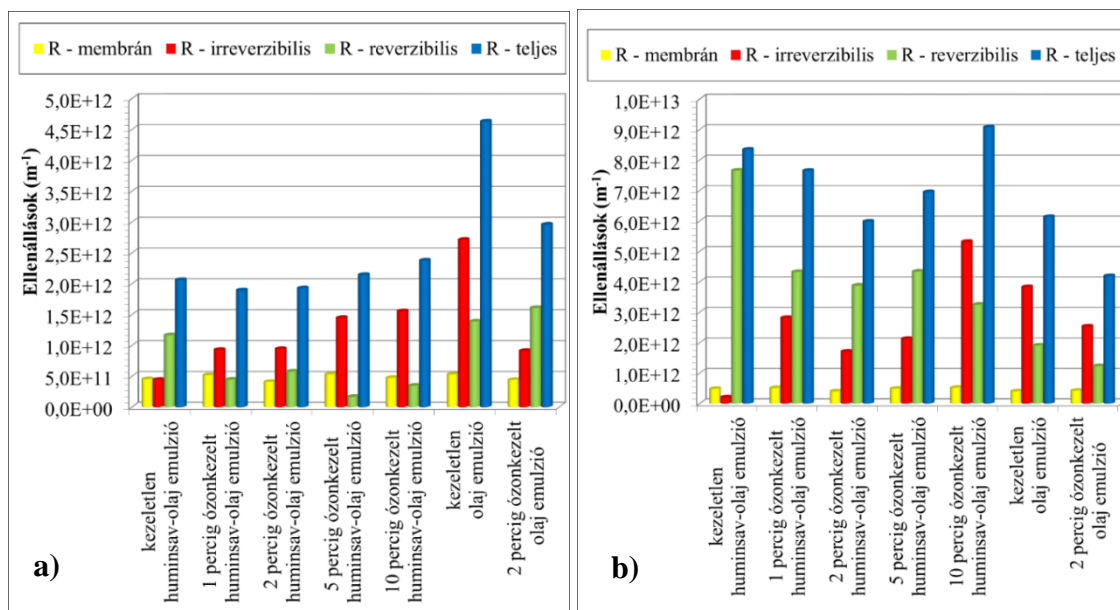 R - membrán R - irreverzibilis R - reverzibilis R - teljes
Ellenállások (m⁻¹)
5,0E+12
4,5E+12
4,0E+12
3,5E+12
3,0E+12
2,5E+12
2,0E+12
1,5E+12
1,0E+12
5,0E+11
0,0E+00
kezeletlen
huminsav-olaj emulzió
1 percig ózonkezelt
huminsav-olaj emulzió
2 percig ózonkezelt
huminsav-olaj emulzió
5 percig ózonkezelt
huminsav-olaj emulzió
10 percig ózonkezelt
huminsav-olaj emulzió
kezeletlen
olaj emulzió
2 percig ózonkezelt
olaj emulzió
a)
R - membrán R - irreverzibilis R - reverzibilis R - teljes
Ellenállások (m⁻¹)
1,0E+13
9,0E+12
8,0E+12
7,0E+12
6,0E+12
5,0E+12
4,0E+12
3,0E+12
2,0E+12
1,0E+12
0,0E+00
kezeletlen
huminsav-olaj emulzió
1 percig ózonkezelt
huminsav-olaj emulzió
2 percig ózonkezelt
huminsav-olaj emulzió
5 percig ózonkezelt
huminsav-olaj emulzió
10 percig ózonkezelt
huminsav-olaj emulzió
kezeletlen
olaj emulzió
2 percig ózonkezelt
olaj emulzió
b)